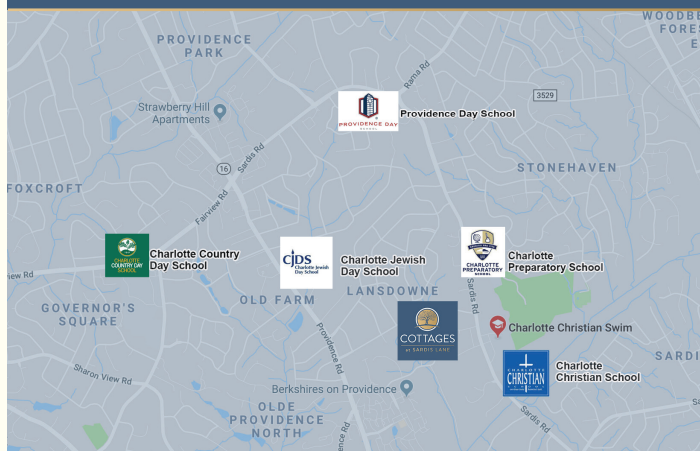 WOODBE
FORES
E
PROVIDENCE
PARK
Rama Rd
3529
Strawberry Hill
Apartments
PROVIDENCE DAY
SCHOOL
Providence Day School
Sardis Rd
16
STONEHAVEN
FOXCROFT
Fairview Rd
CHARLOTTE
COUNTRY DAY
SCHOOL
Charlotte Country
Day School
CJDS
Charlotte Jewish
Day School
Charlotte Jewish
Day School
CHARLOTTE
PREPARATORY
SCHOOL
Charlotte
Preparatory School
iew Rd
LANSDOWNE
Sardis Rd
OLD FARM
GOVERNOR'S
SQUARE
COTTAGES
AT SARDIS LANE
Charlotte Christian Swim
Providence Rd
SARDI
CHARLOTTE
CHRISTIAN
SCHOOL
Charlotte
Christian School
Sharon View Rd
Berkshires on Providence
OLDE
PROVIDENCE
NORTH
Sardis Rd
ence Rd